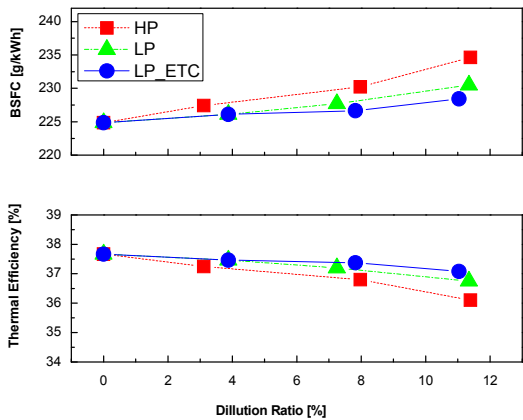 240
235
230
225
220
BSFC [g/kWh]
HP
LP
LP_ETC
39
38
37
36
35
34
Thermal Efficiency [%]
0 2 4 6 8 10 12
Dillution Ratio [%]